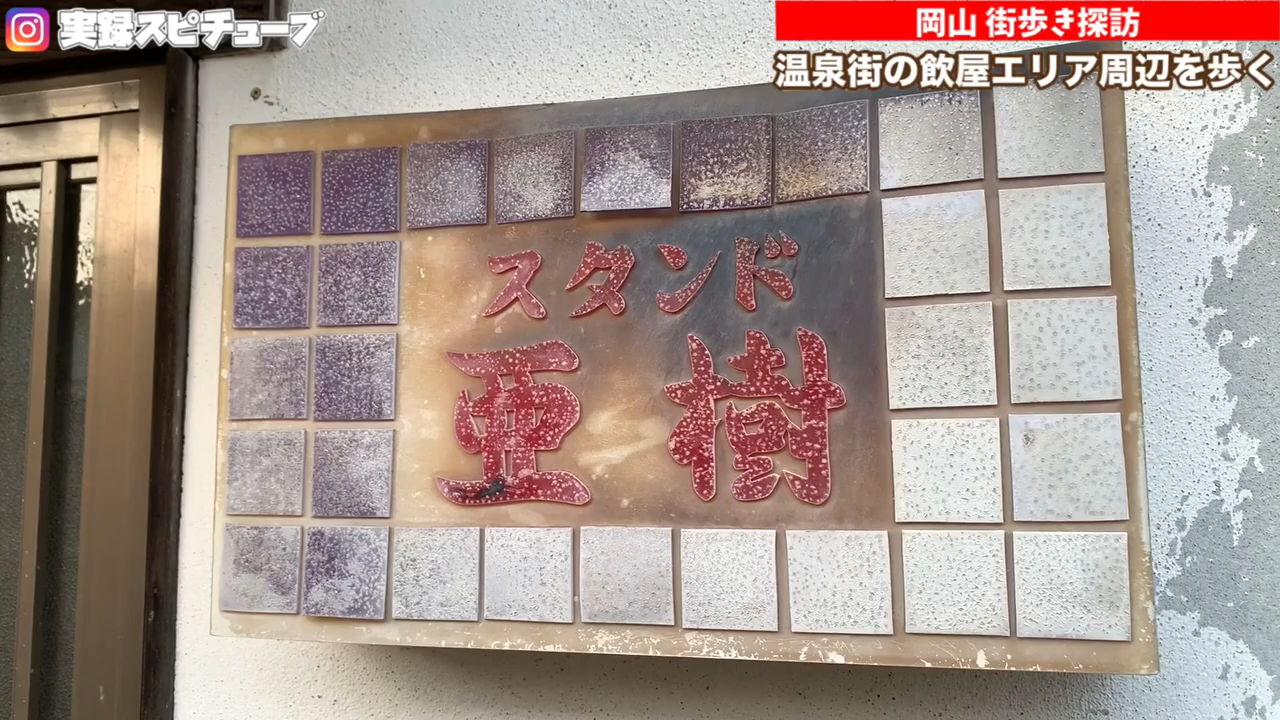 実録スピチューブ
岡山 街歩き探訪
温泉街の飲屋エリア周辺を歩く
スタンド
亜樹